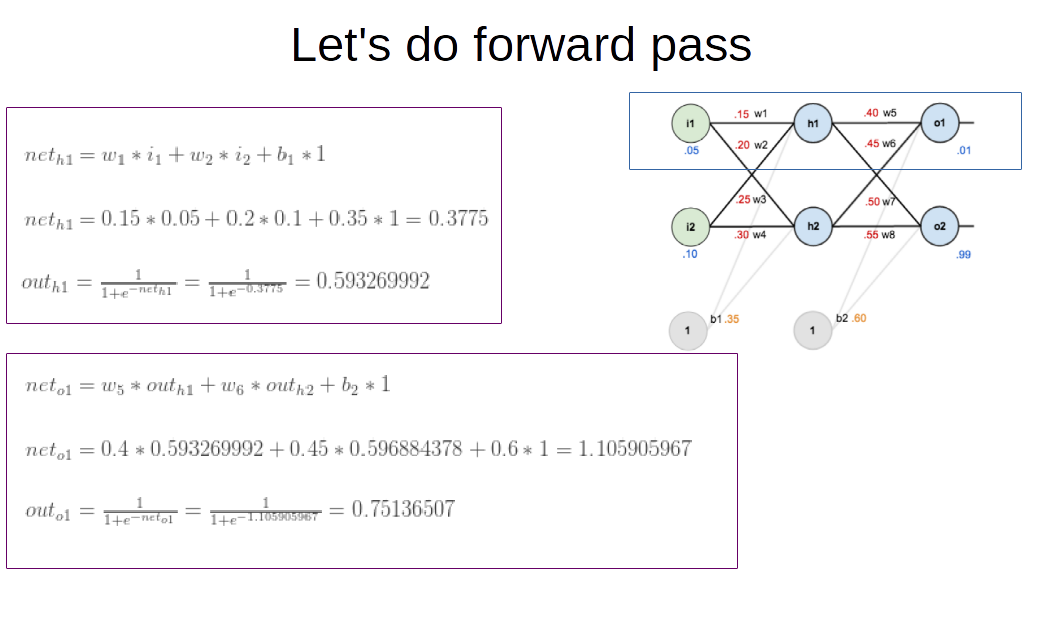 Let's do forward pass
net_{h1} = w_1 * i_1 + w_2 * i_2 + b_1 * 1
net_{h1} = 0.15 * 0.05 + 0.2 * 0.1 + 0.35 * 1 = 0.3775
out_{h1} = \frac{1}{1+e^{-net_{h1}}} = \frac{1}{1+e^{-0.3775}} = 0.593269992
i1 .15 w1 h1 .40 w5 o1
.05 .20 w2 .45 w6 .01
.25 w3 .50 w7
i2 .30 w4 h2 .55 w8 o2
.10 .99
1 b1 .35 1 b2 .60
net_{o1} = w_5 * out_{h1} + w_6 * out_{h2} + b_2 * 1
net_{o1} = 0.4 * 0.593269992 + 0.45 * 0.596884378 + 0.6 * 1 = 1.105905967
out_{o1} = \frac{1}{1+e^{-net_{o1}}} = \frac{1}{1+e^{-1.105905967}} = 0.75136507